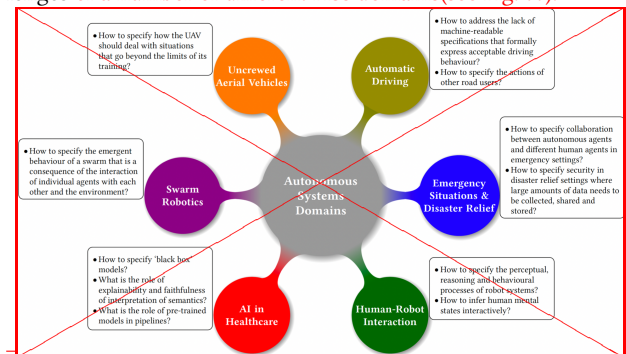 • How to specify how the UAV
should deal with situations
that go beyond the limits of its
training?
Uncrewed
Aerial Vehicles
Automatic
Driving
• How to address the lack of
machine-readable
specifications that formally
express acceptable driving
behaviour?
• How to specify the actions of
other road users?
• How to specify the emergent
behaviour of a swarm that is a
consequence of the interaction
of individual agents with each
other and the environment?
Swarm
Robotics
Autonomous
Systems
Domains
Emergency
Situations &
Disaster Relief
• How to specify collaboration
between autonomous agents
and different human agents in
emergency settings?
• How to specify security in
disaster relief settings where
large amounts of data needs to
be collected, shared and
stored?
• How to specify 'black box'
models?
• What is the role of
explainability and faithfulness
of interpretation of semantics?
• What is the role of pre-trained
models in pipelines?
AI in
Healthcare
Human-Robot
Interaction
• How to specify the perceptual,
reasoning and behavioural
processes of robot systems?
• How to infer human mental
states interactively?